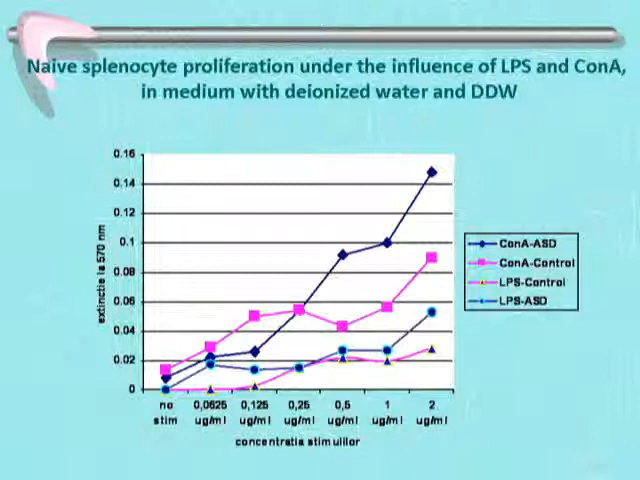 Naive splenocyte proliferation under the influence of LPS and ConA,
in medium with deionized water and DDW
0.16
0.14
0.12
0.1
0.08
0.06
0.04
0.02
0
extinctie la 570 nm
no stim
0,0625 ug/ml
0,125 ug/ml
0,25 ug/ml
0,5 ug/ml
1 ug/ml
2 ug/ml
concentratia stimulilor
ConA-ASD
ConA-Control
LPS-Control
LPS-ASD